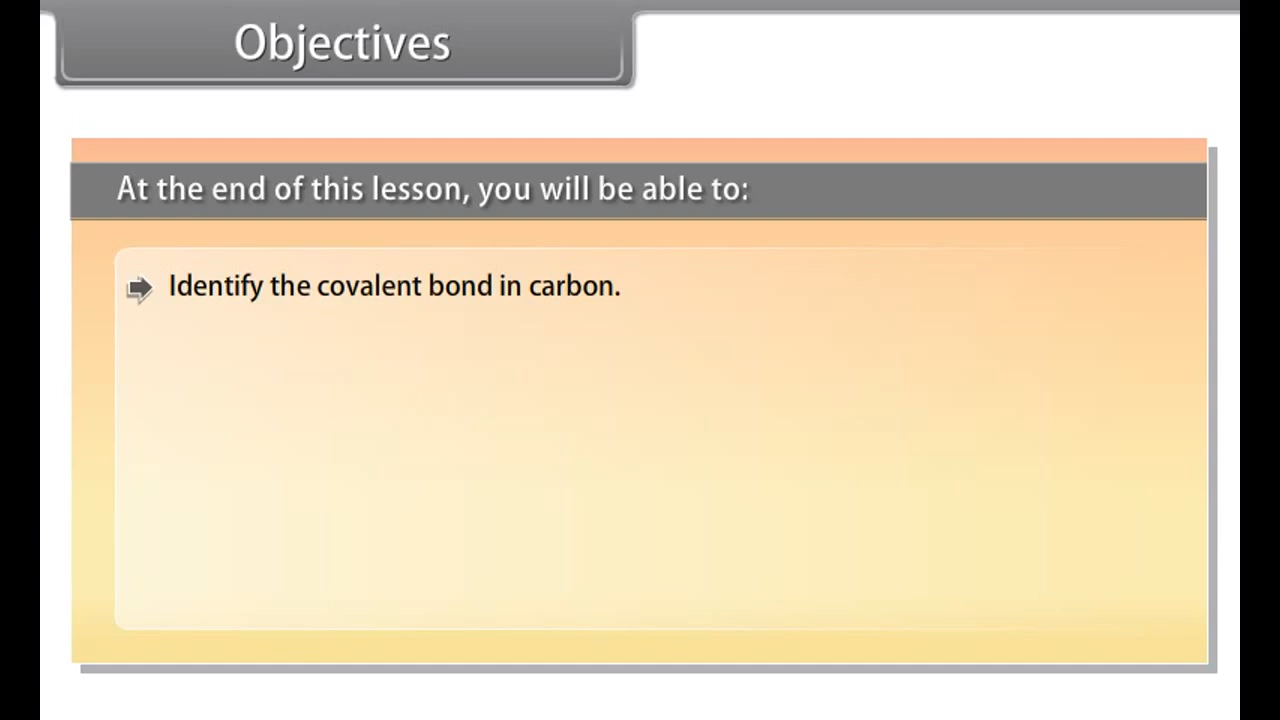 Objectives
At the end of this lesson, you will be able to:
Identify the covalent bond in carbon.